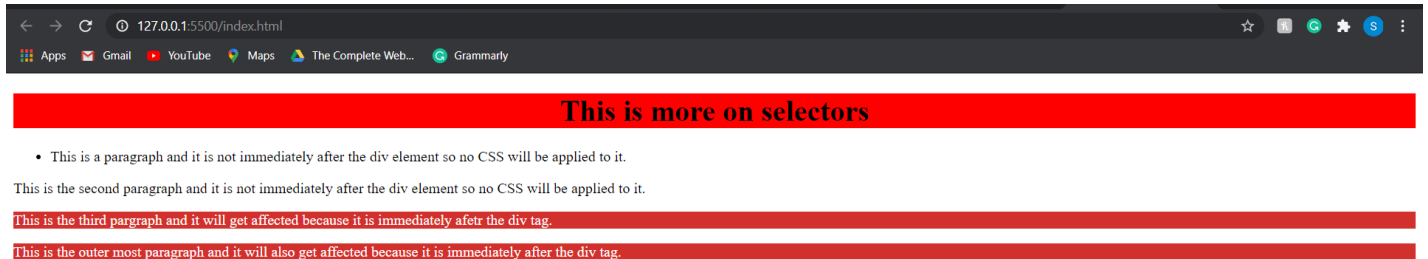 127.0.0.1:5500/index.html
S
Apps Gmail YouTube Maps The Complete Web... Grammarly
This is more on selectors
• This is a paragraph and it is not immediately after the div element so no CSS will be applied to it.
This is the second paragraph and it is not immediately after the div element so no CSS will be applied to it.
This is the third pargraph and it will get affected because it is immediately afetr the div tag.
This is the outer most paragraph and it will also get affected because it is immediately after the div tag.